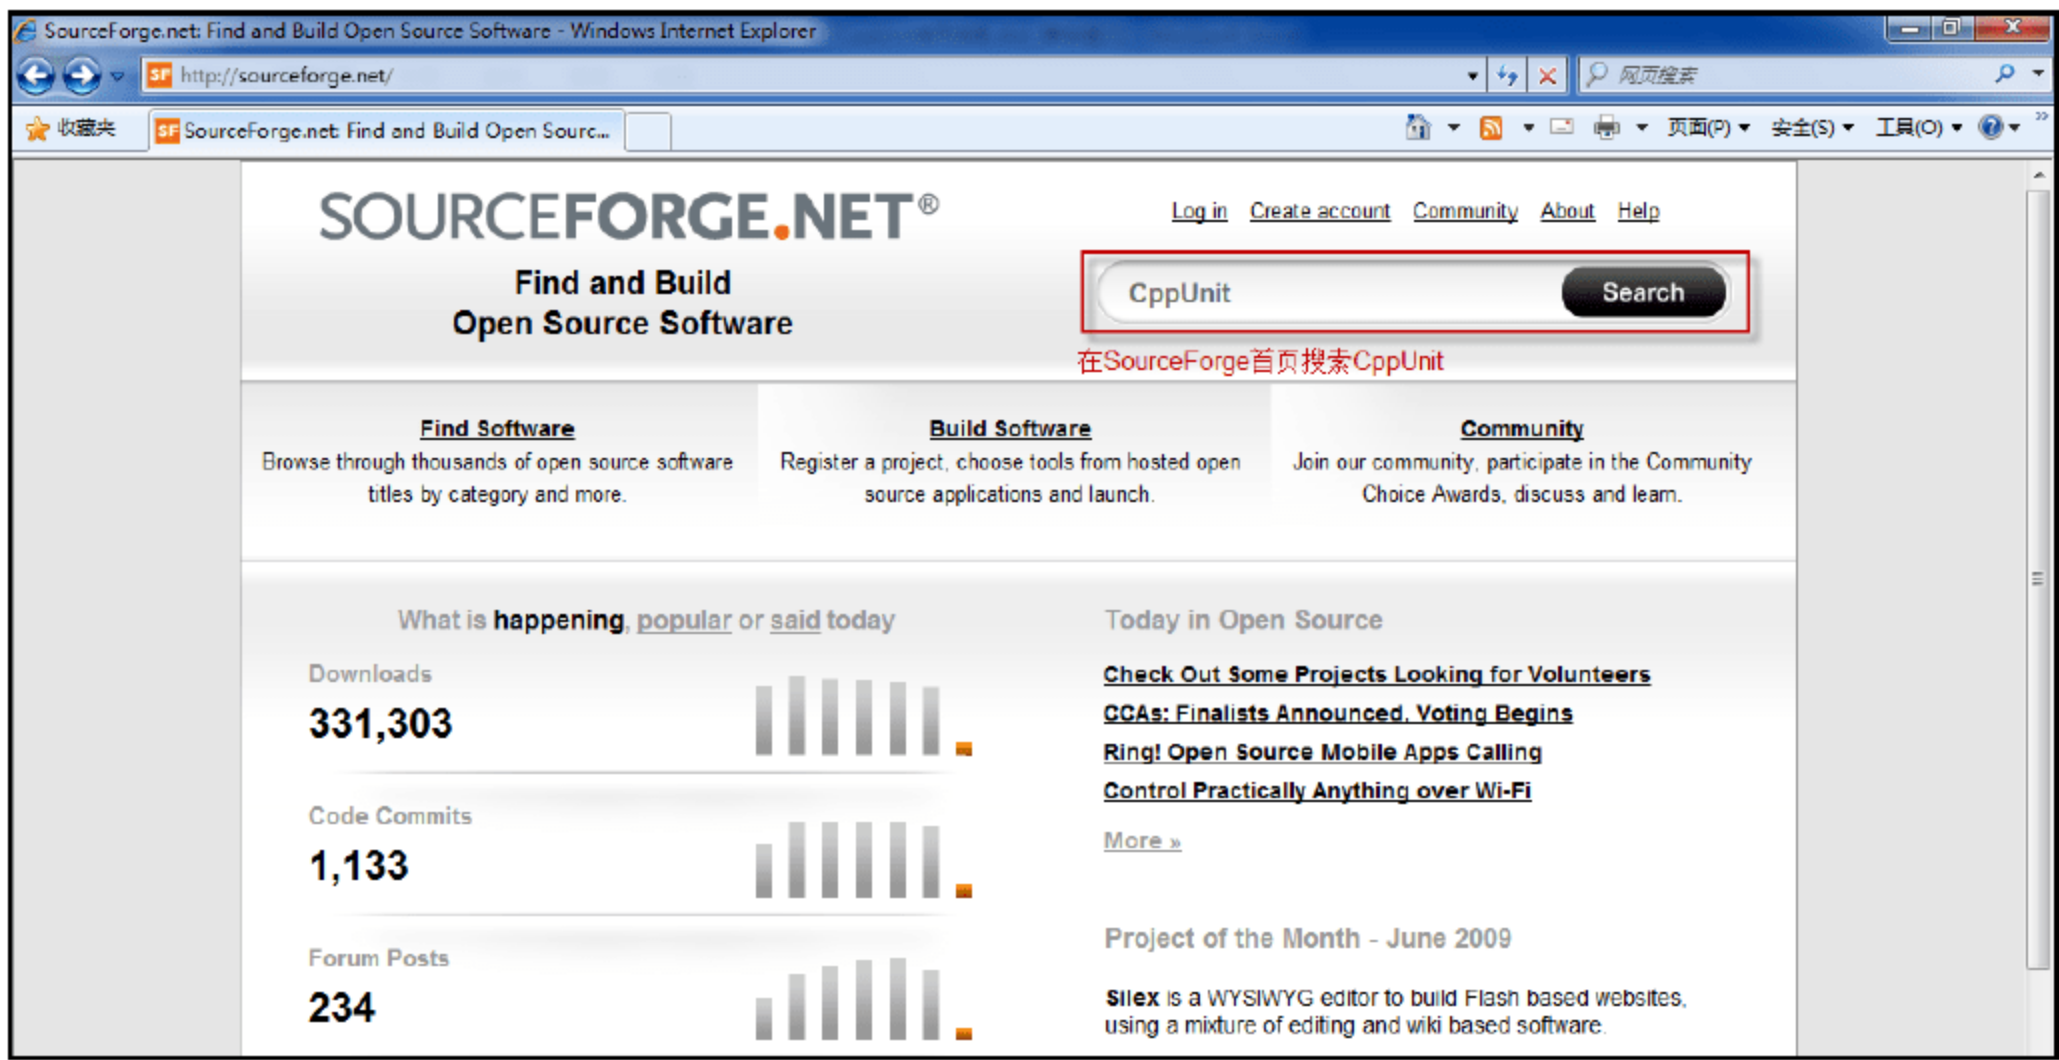 SourceForge.net: Find and Build Open Source Software - Windows Internet Explorer
SF http://sourceforge.net/
网页搜索
收藏夹
SF SourceForge.net: Find and Build Open Sourc...
页面(P) 安全(S) 工具(O) »
SOURCEFORGE.NET®
Log in Create account Community About Help
Find and Build
Open Source Software
CppUnit Search
在SourceForge首页搜索CppUnit
Find Software
Browse through thousands of open source software
titles by category and more.
Build Software
Register a project, choose tools from hosted open
source applications and launch.
Community
Join our community, participate in the Community
Choice Awards, discuss and learn.
What is happening, popular or said today
Downloads
331,303
Code Commits
1,133
Forum Posts
234
Today in Open Source
Check Out Some Projects Looking for Volunteers
CCAs: Finalists Announced, Voting Begins
Ring! Open Source Mobile Apps Calling
Control Practically Anything over Wi-Fi
More »
Project of the Month - June 2009
Silex is a WYSIWYG editor to build Flash based websites,
using a mixture of editing and wiki based software.